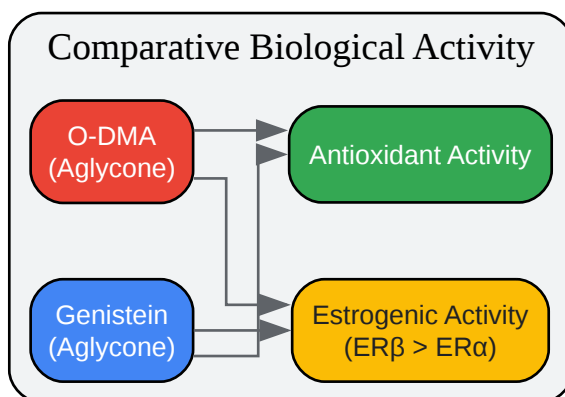 Comparative Biological Activity
O-DMA
(Aglycone)
Antioxidant Activity
Genistein
(Aglycone)
Estrogenic Activity
(ERβ > ERα)